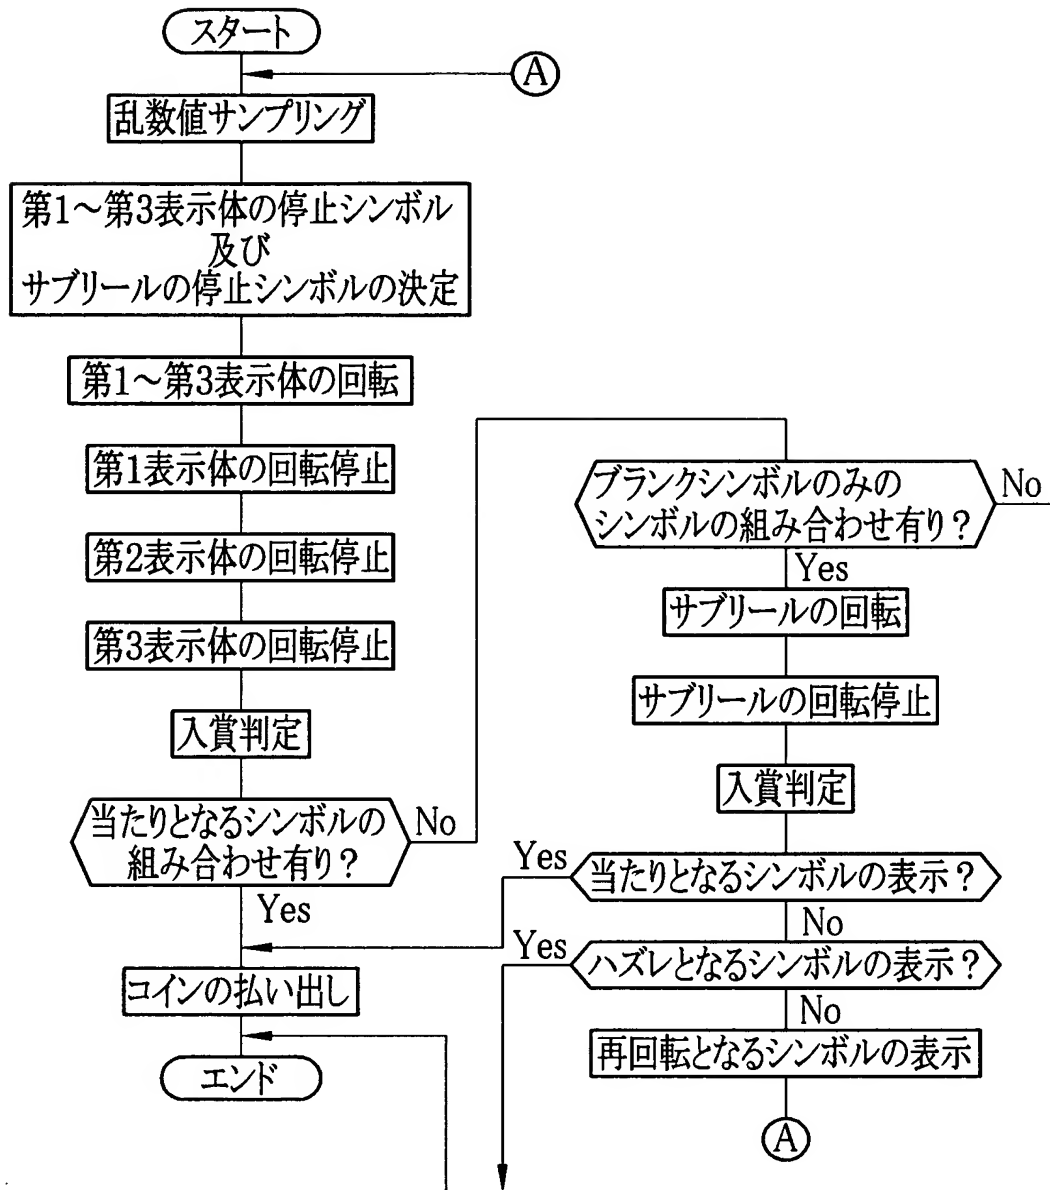 スタート
A
乱数値サンプリング
第1～第3表示体の停止シンボル
及び
サブリールの停止シンボルの決定
第1～第3表示体の回転
第1表示体の回転停止
第2表示体の回転停止
第3表示体の回転停止
入賞判定
当たりとなるシンボルの
組み合わせ有り？
No
Yes
コインの払い出し
エンド
ブランクシンボルのみの
シンボルの組み合わせ有り？
No
Yes
サブリールの回転
サブリールの回転停止
入賞判定
当たりとなるシンボルの表示？
Yes
No
ハズレとなるシンボルの表示？
Yes
No
再回転となるシンボルの表示
A